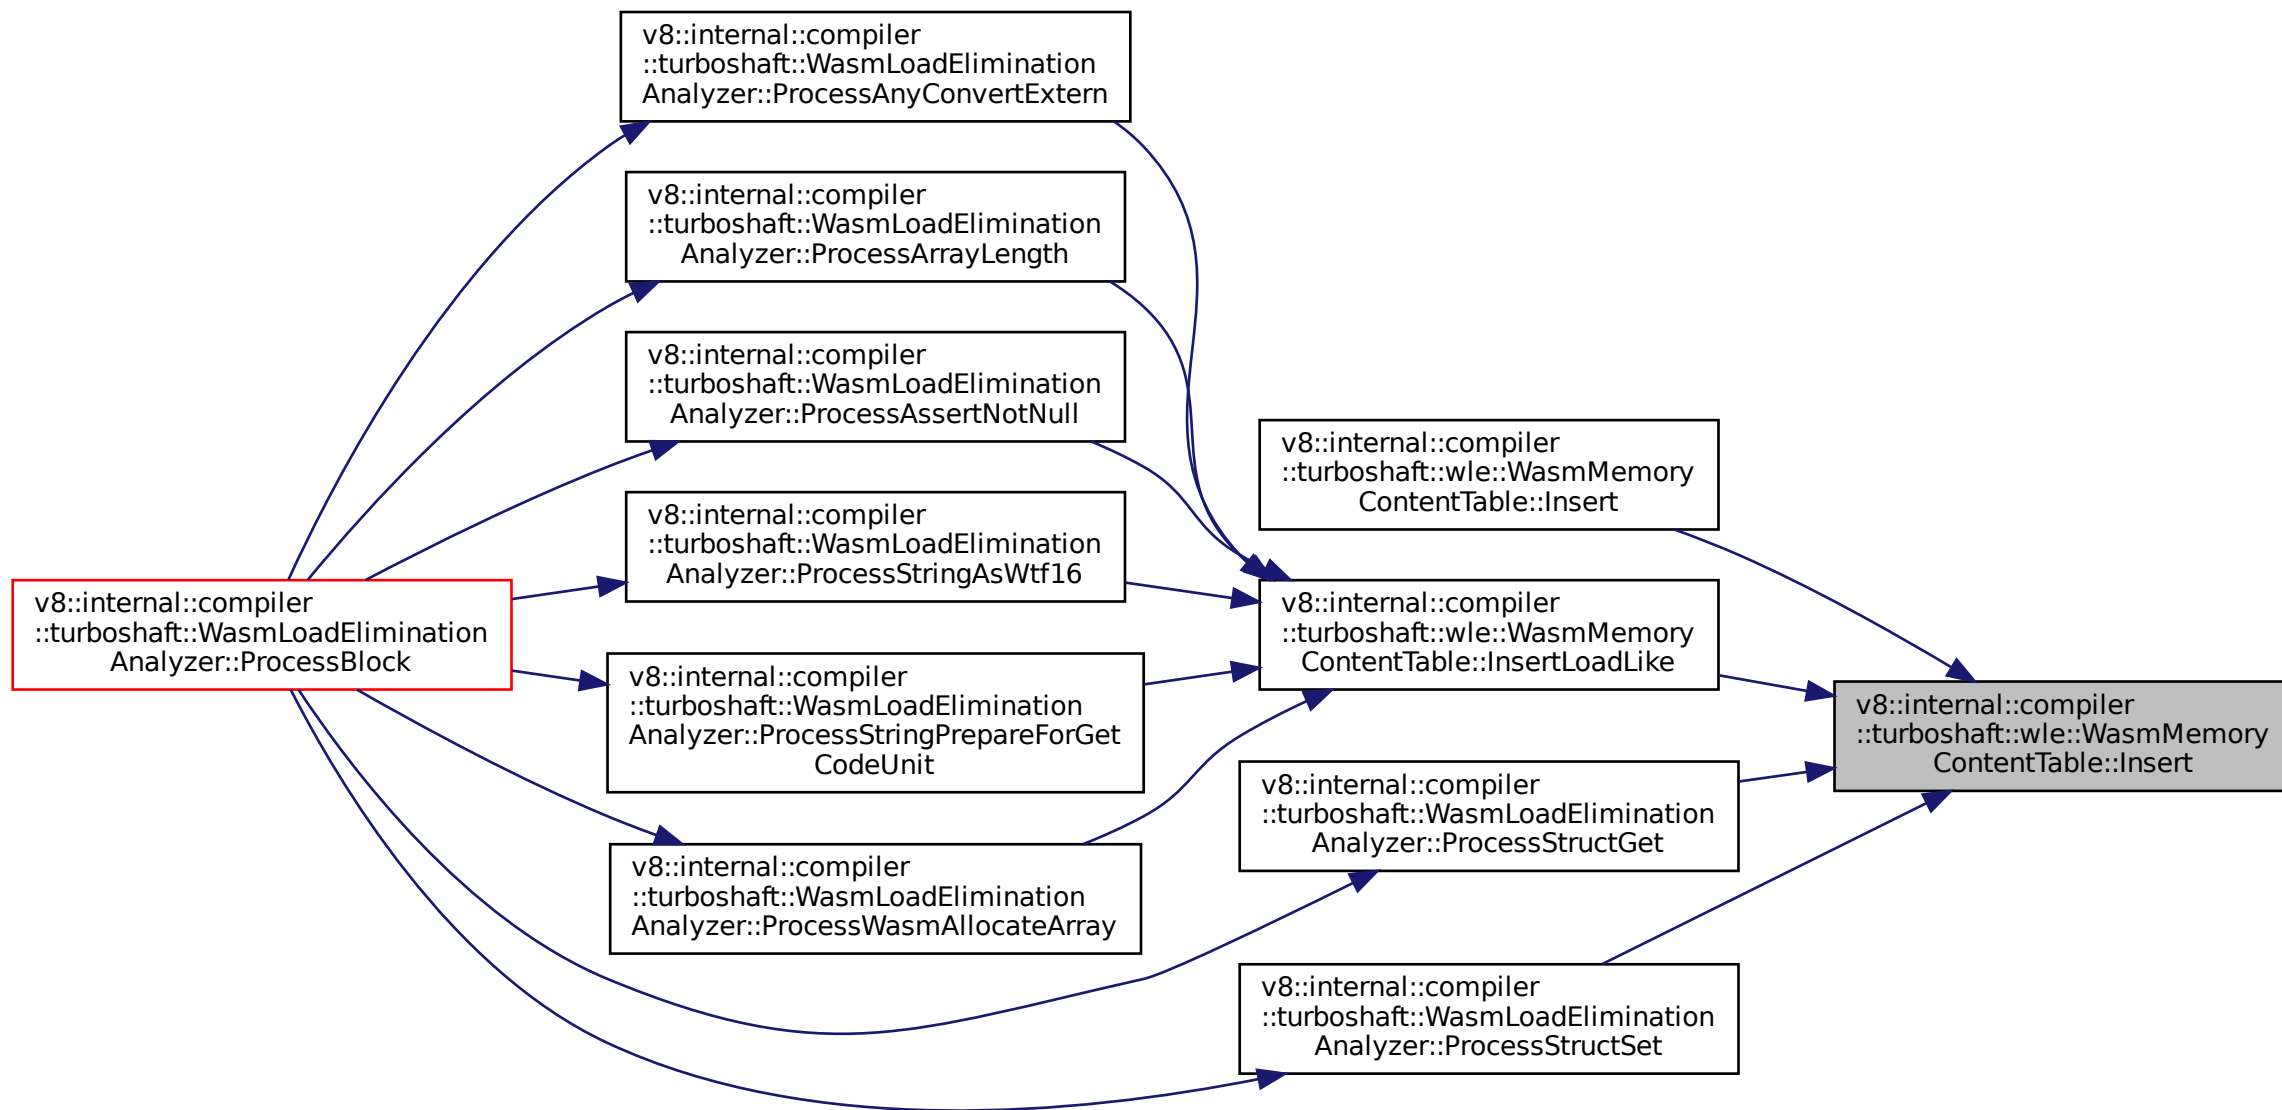 v8::internal::compiler
::turboshaft::WasmLoadElimination
Analyzer::ProcessAnyConvertExtern
v8::internal::compiler
::turboshaft::WasmLoadElimination
Analyzer::ProcessArrayLength
v8::internal::compiler
::turboshaft::WasmLoadElimination
Analyzer::ProcessAssertNotNull
v8::internal::compiler
::turboshaft::WasmLoadElimination
Analyzer::ProcessStringAsWtf16
v8::internal::compiler
::turboshaft::WasmLoadElimination
Analyzer::ProcessBlock
v8::internal::compiler
::turboshaft::WasmLoadElimination
Analyzer::ProcessStringPrepareForGet
CodeUnit
v8::internal::compiler
::turboshaft::WasmLoadElimination
Analyzer::ProcessWasmAllocateArray
v8::internal::compiler
::turboshaft::wle::WasmMemory
ContentTable::Insert
v8::internal::compiler
::turboshaft::wle::WasmMemory
ContentTable::InsertLoadLike
v8::internal::compiler
::turboshaft::WasmLoadElimination
Analyzer::ProcessStructGet
v8::internal::compiler
::turboshaft::WasmLoadElimination
Analyzer::ProcessStructSet
v8::internal::compiler
::turboshaft::wle::WasmMemory
ContentTable::Insert